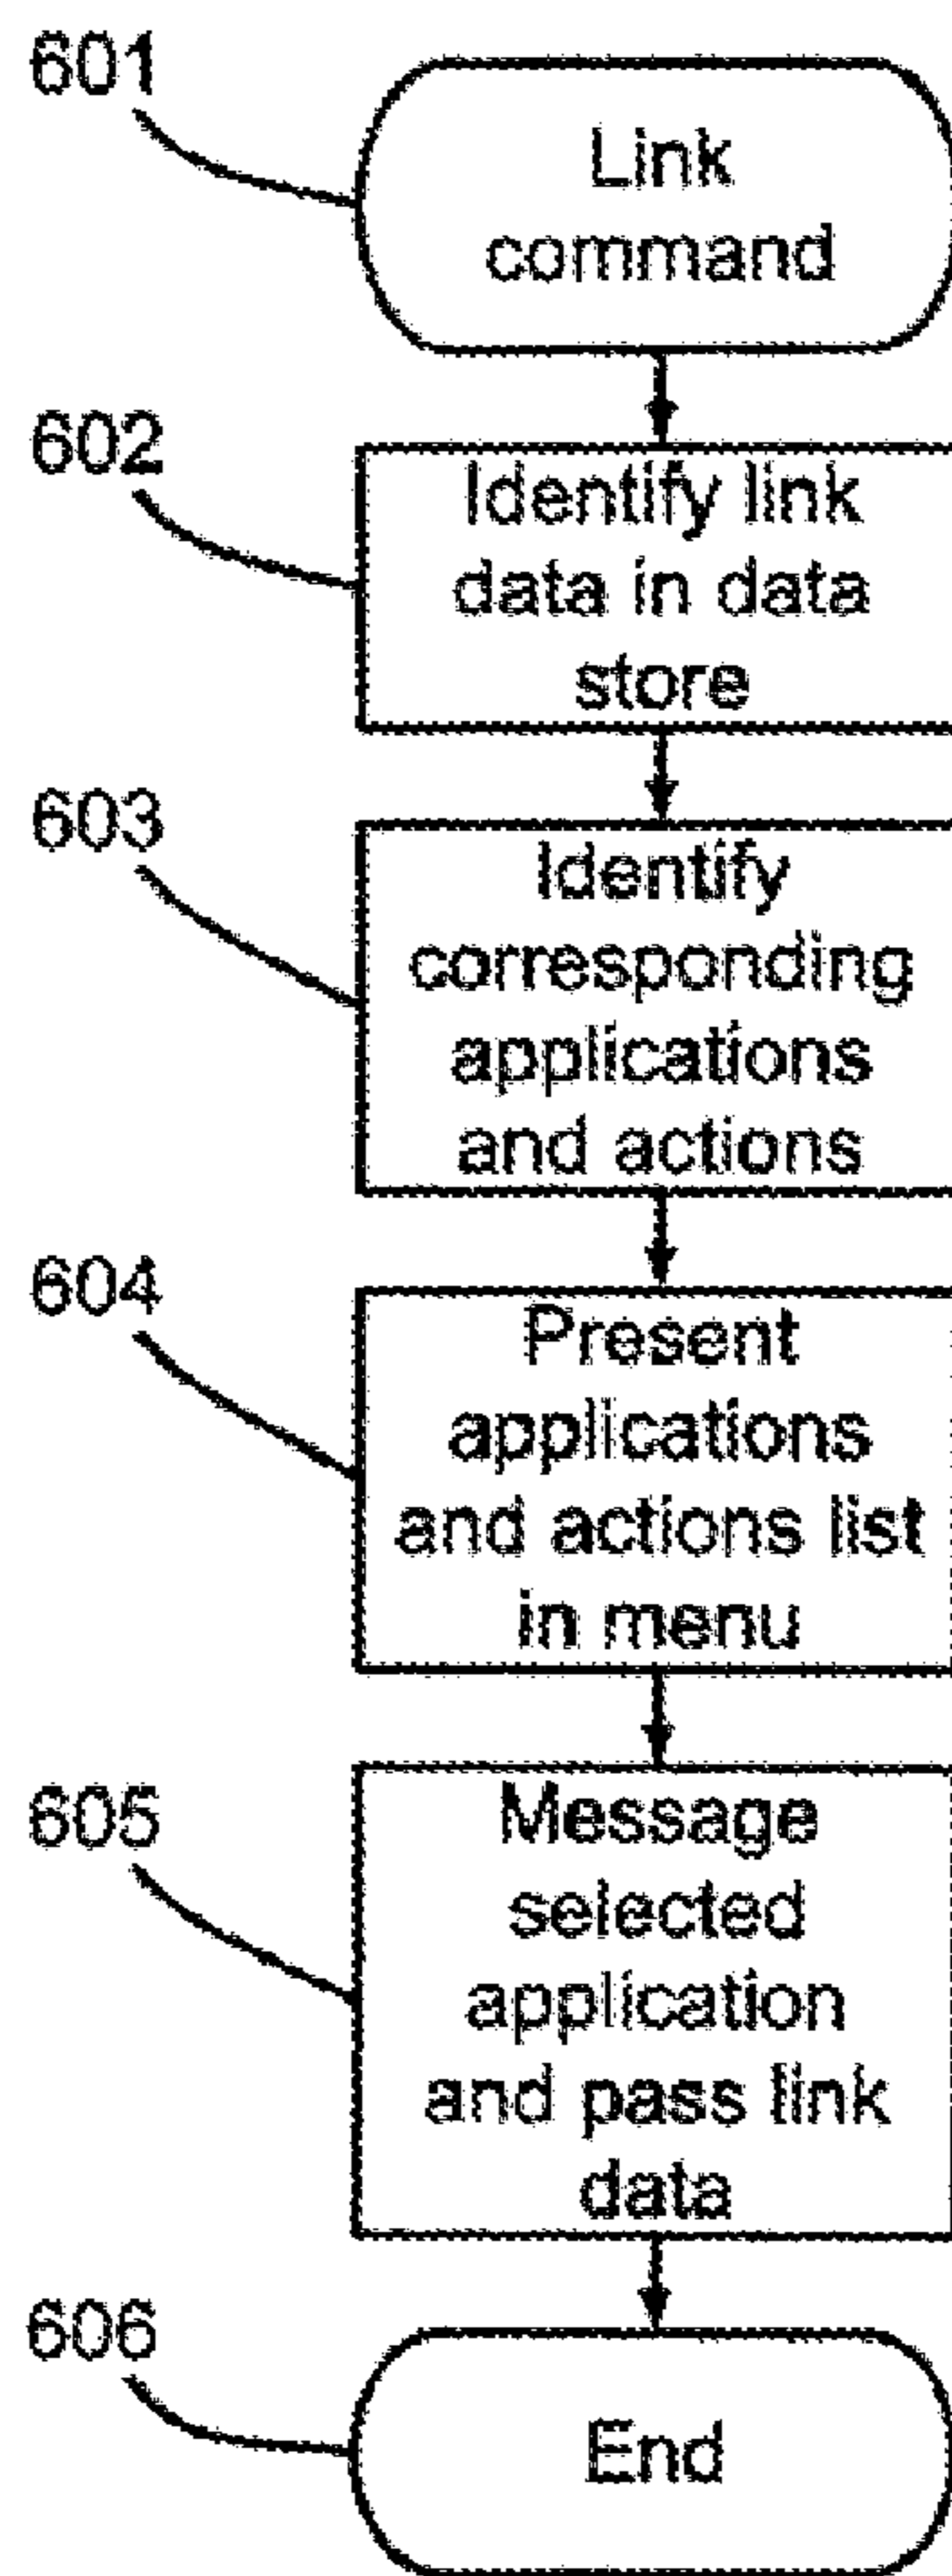 601
Link
command
602
Identify link
data in data
store
603
Identify
corresponding
applications
and actions
604
Present
applications
and actions list
in menu
605
Message
selected
application
and pass link
data
606
End